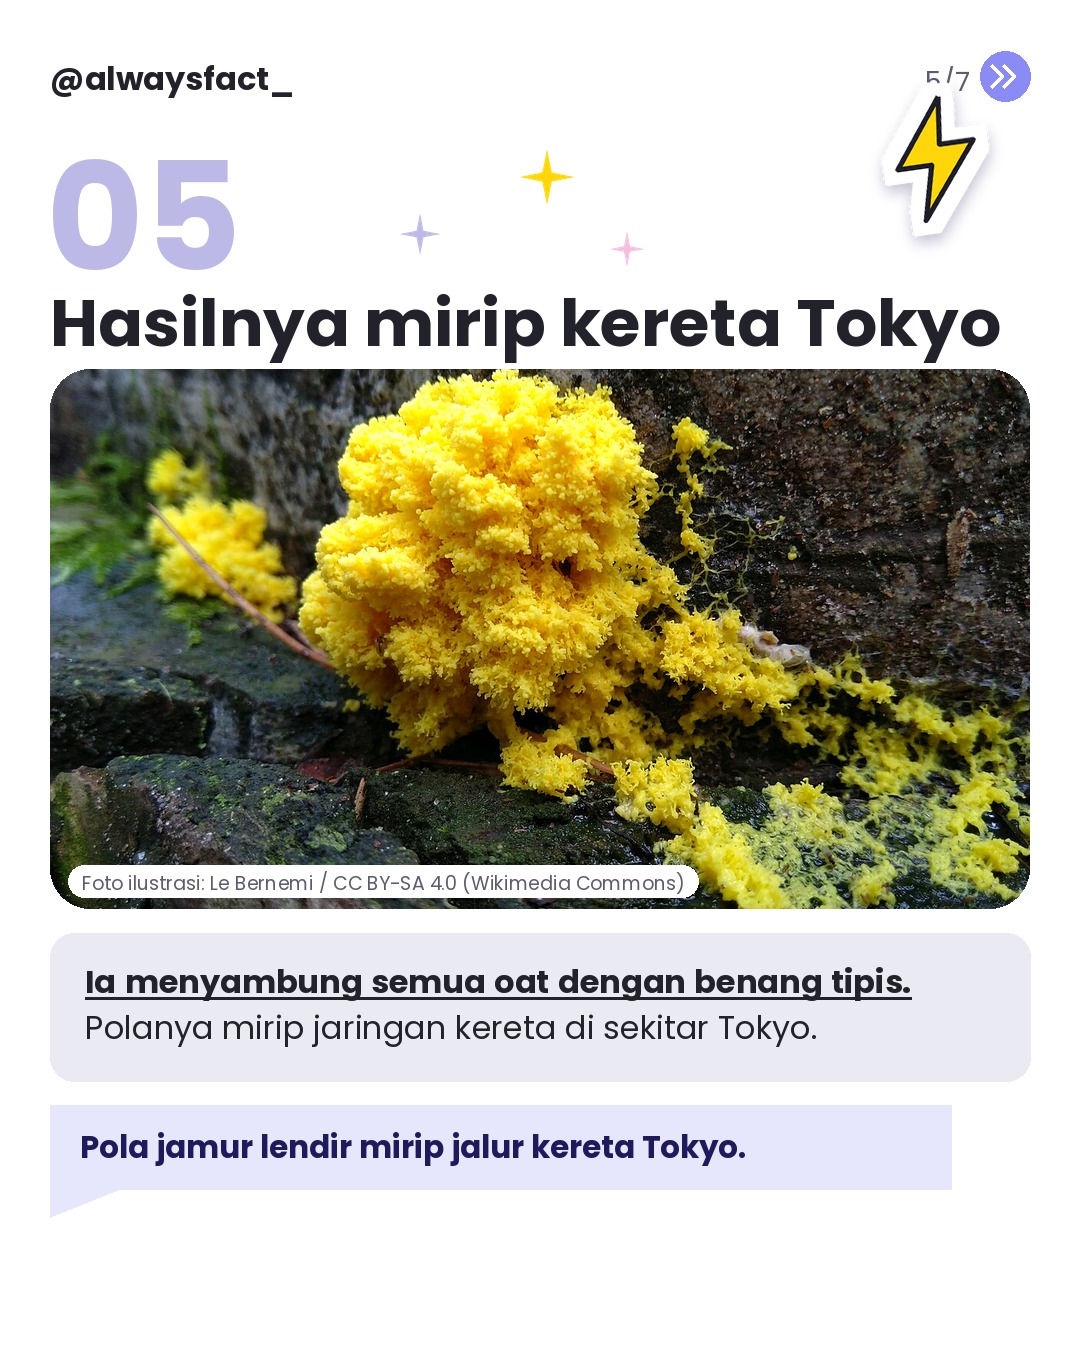 @alwaysfact_
5/7
05
Hasilnya mirip kereta Tokyo
Foto ilustrasi: Le Bernemi / CC BY-SA 4.0 (Wikimedia Commons)
Ia menyambung semua oat dengan benang tipis.
Polanya mirip jaringan kereta di sekitar Tokyo.
Pola jamur lendir mirip jalur kereta Tokyo.